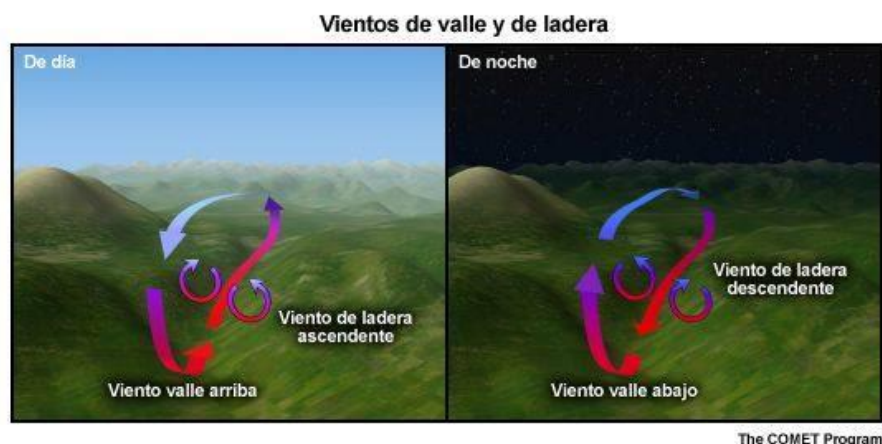 Vientos de valle y de ladera
De día
De noche
Viento de ladera
ascendente
Viento valle arriba
Viento de ladera
descendente
Viento valle abajo
The COMET Program